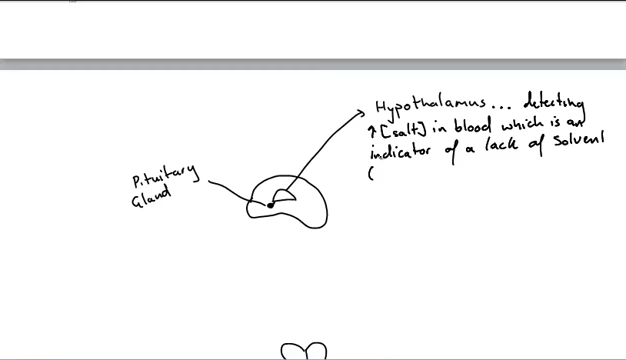 Hypothalamus... detecting
↑ [salt] in blood which is an
indicator of a lack of solvent
(
Pituitary
Gland